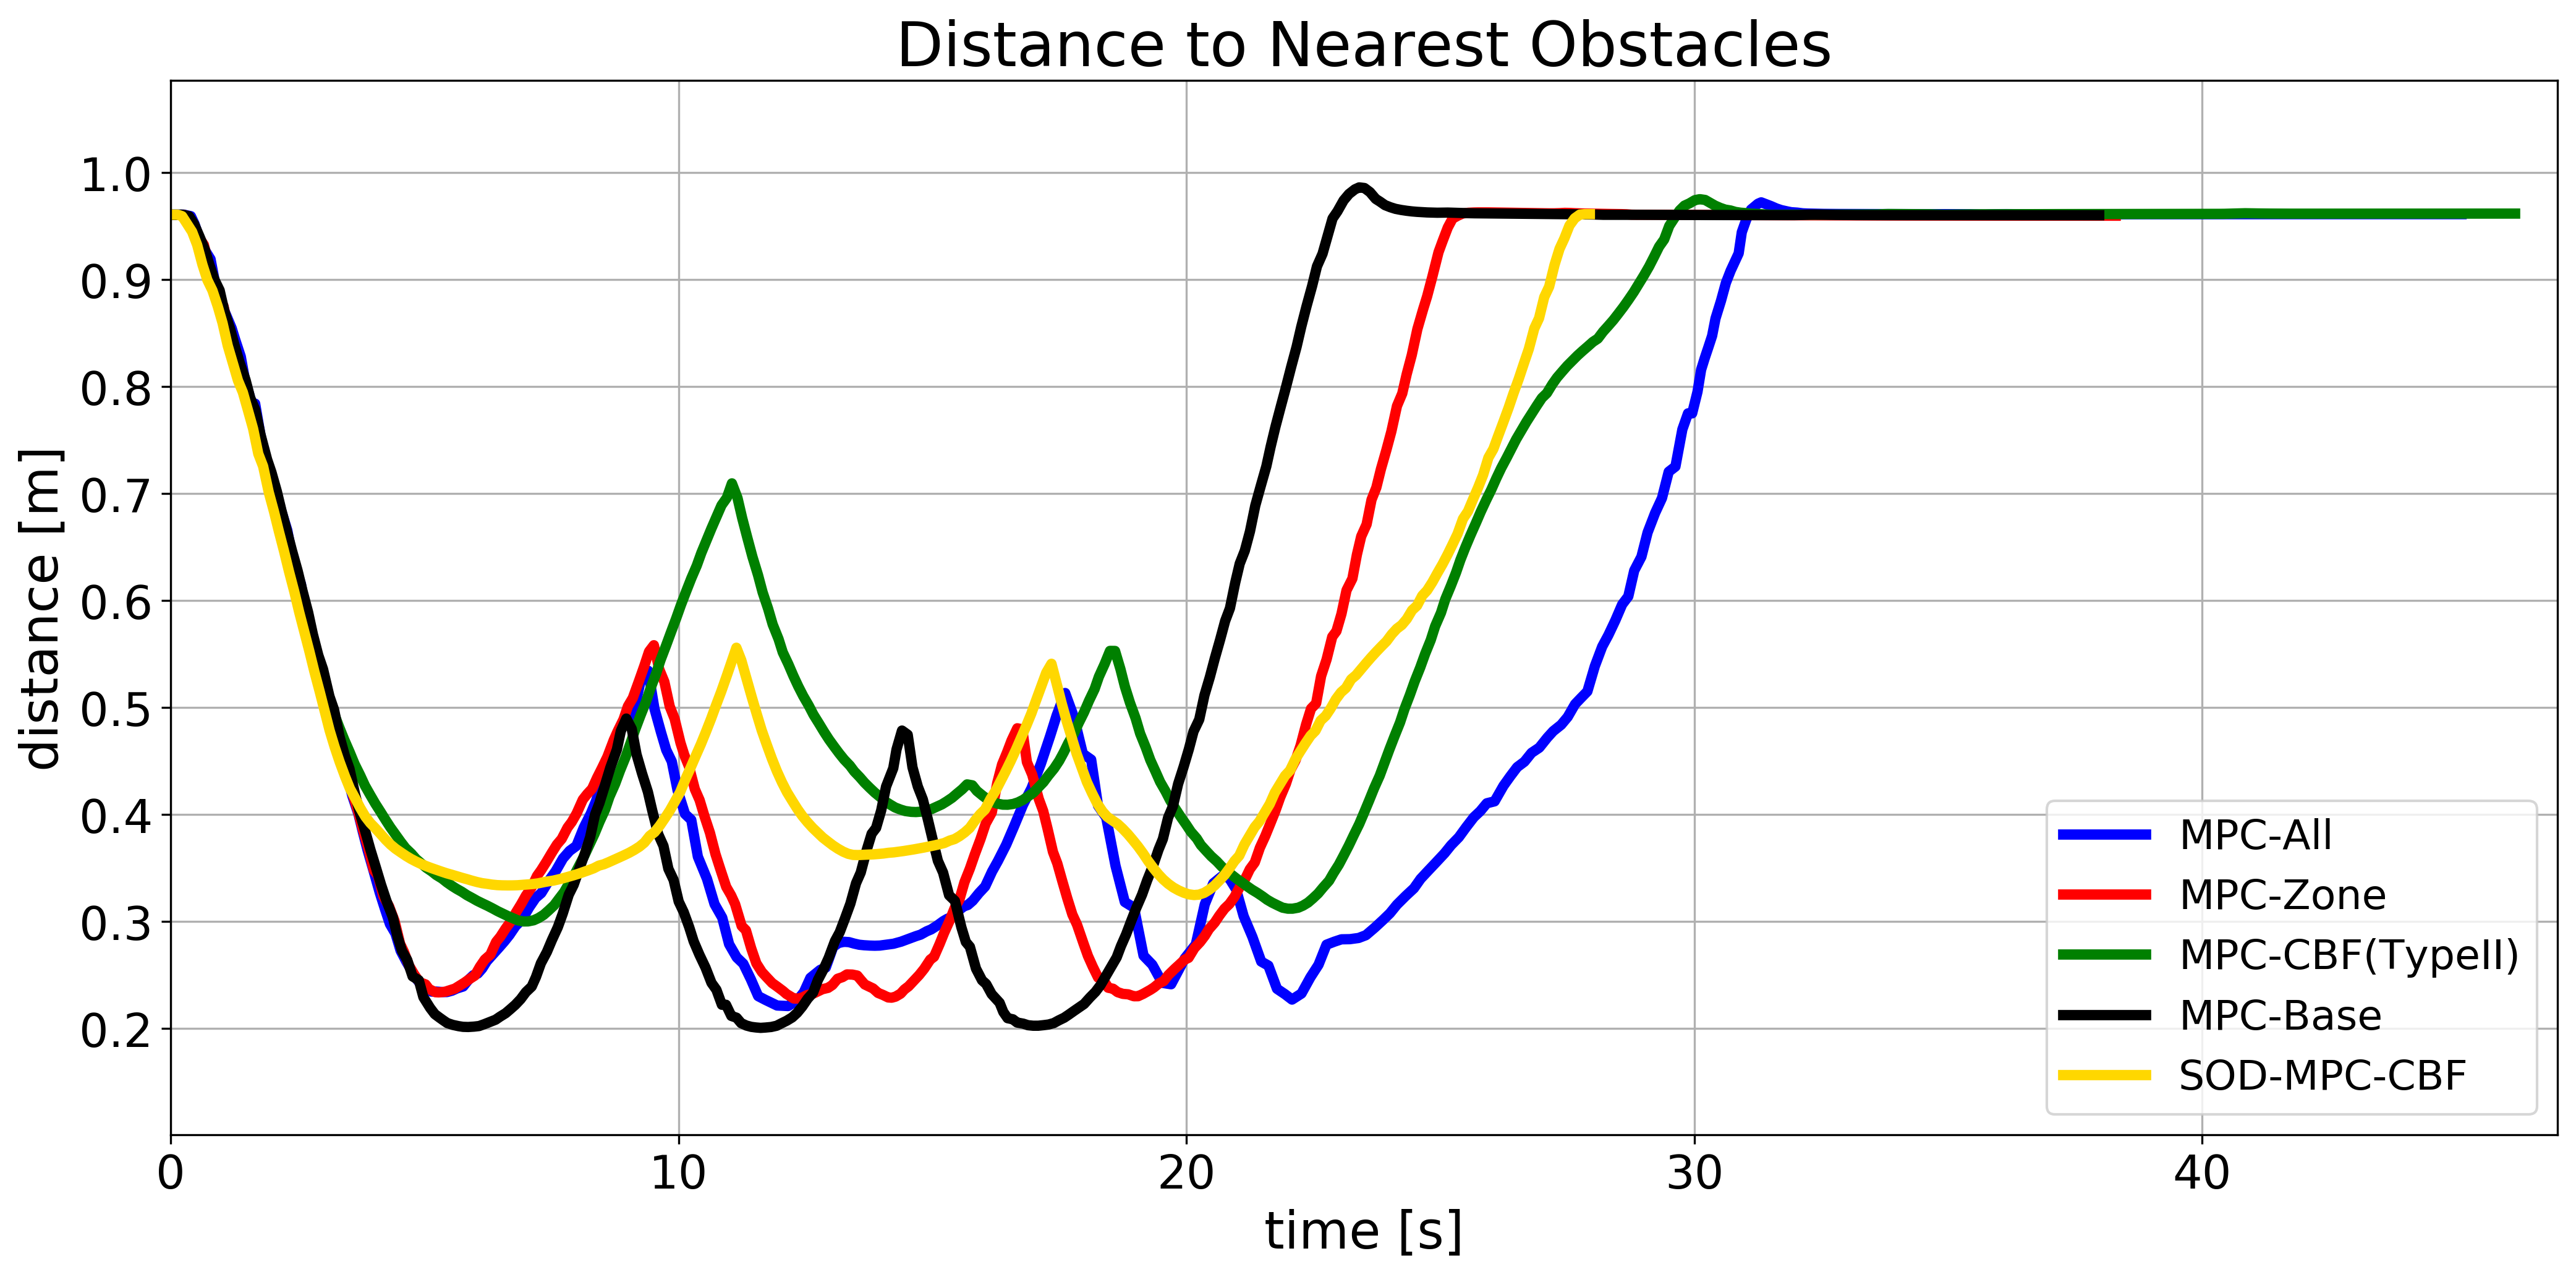 Distance to Nearest Obstacles
distance [m]
1.0
0.9
0.8
0.7
0.6
0.5
0.4
0.3
0.2
0 10 20 30 40
time [s]
MPC-All
MPC-Zone
MPC-CBF(TypeII)
MPC-Base
SOD-MPC-CBF